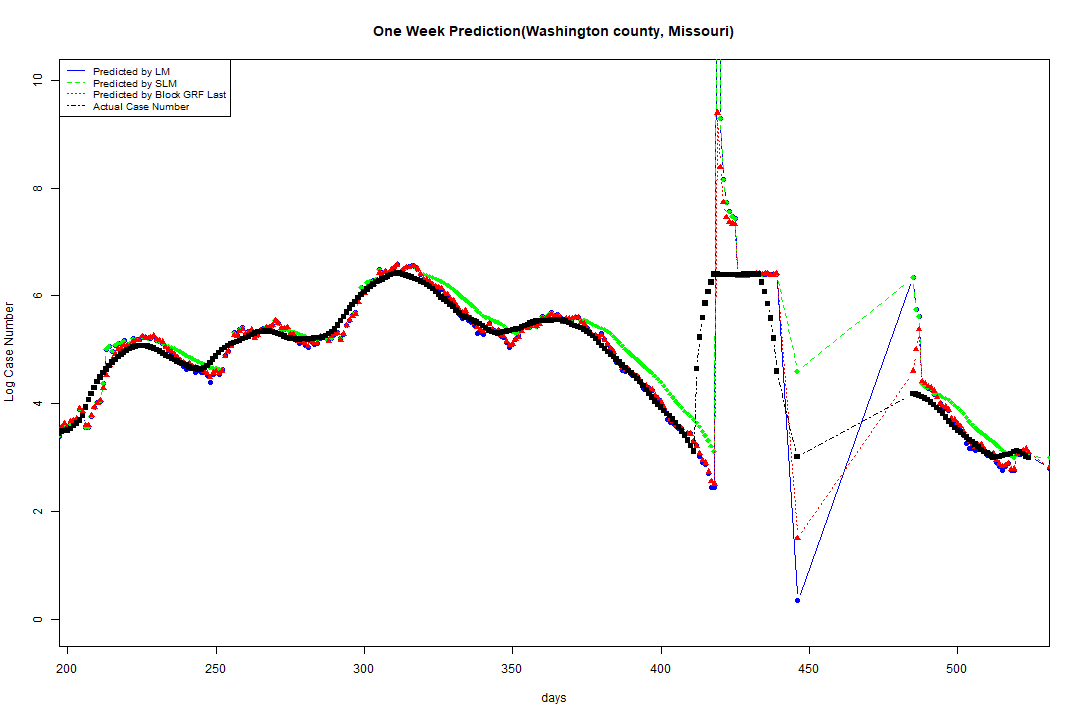 One Week Prediction(Washington county, Missouri)
Predicted by LM
Predicted by SLM
Predicted by Block GRF Last
Actual Case Number
10
8
6
4
2
0
Log Case Number
200 250 300 350 400 450 500
days